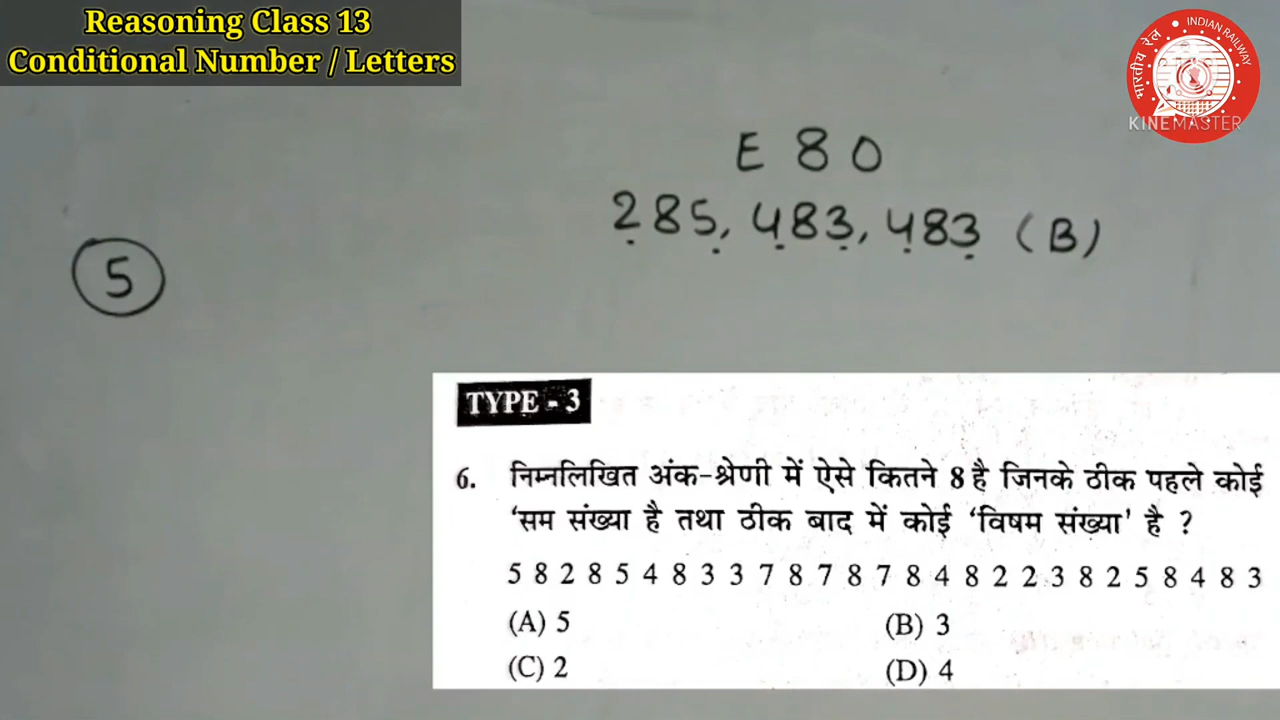 Reasoning Class 13
Conditional Number / Letters
भारतीय रेल
INDIAN RAILWAY
KINEMASTER
E 8 0
285, 483, 483 (B)
5
TYPE - 3
6. निम्नलिखित अंक-श्रेणी में ऐसे कितने 8 है जिनके ठीक पहले कोई
'सम संख्या है तथा ठीक बाद में कोई 'विषम संख्या' है ?
5 8 2 8 5 4 8 3 3 7 8 7 8 7 8 4 8 2 2 3 8 2 5 8 4 8 3
(A) 5 (B) 3
(C) 2 (D) 4